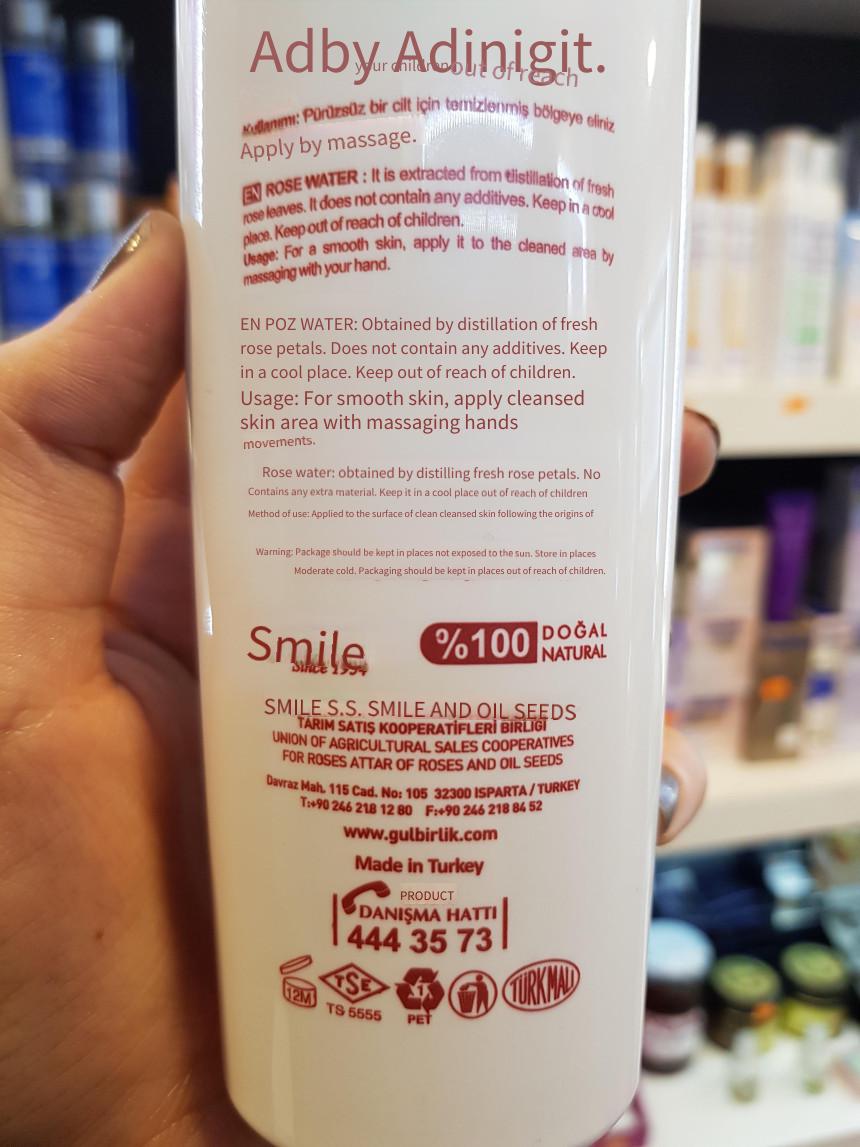 Adby Adinigit.
your children out of reach
Kullanımı: Pürüzsüz bir cilt için temizlenmiş bölgeye eliniz
Apply by massage.
EN ROSE WATER : It is extracted from distillation of fresh
rose leaves. It does not contain any additives. Keep in a cool
place. Keep out of reach of children.
Usage: For a smooth skin, apply it to the cleaned area by
massaging with your hand.
EN POZ WATER: Obtained by distillation of fresh
rose petals. Does not contain any additives. Keep
in a cool place. Keep out of reach of children.
Usage: For smooth skin, apply cleansed
skin area with massaging hands
movements.
Rose water: obtained by distilling fresh rose petals. No
Contains any extra material. Keep it in a cool place out of reach of children
Method of use: Applied to the surface of clean cleansed skin following the origins of
Warning: Package should be kept in places not exposed to the sun. Store in places
Moderate cold. Packaging should be kept in places out of reach of children.
Smile
SINCE 1954
%100 DOĞAL
NATURAL
SMILE S.S. SMILE AND OIL SEEDS
TARIM SATIŞ KOOPERATİFLERİ BİRLİĞİ
UNION OF AGRICULTURAL SALES COOPERATIVES
FOR ROSES ATTAR OF ROSES AND OIL SEEDS
Davraz Mah. 115 Cad. No: 105 32300 ISPARTA / TURKEY
T:+90 246 218 12 80 F:+90 246 218 84 52
www.gulbirlik.com
Made in Turkey
PRODUCT
DANIŞMA HATTI
444 35 73
12M
TSE
TS 5555
1
PET
TÜRK MALI